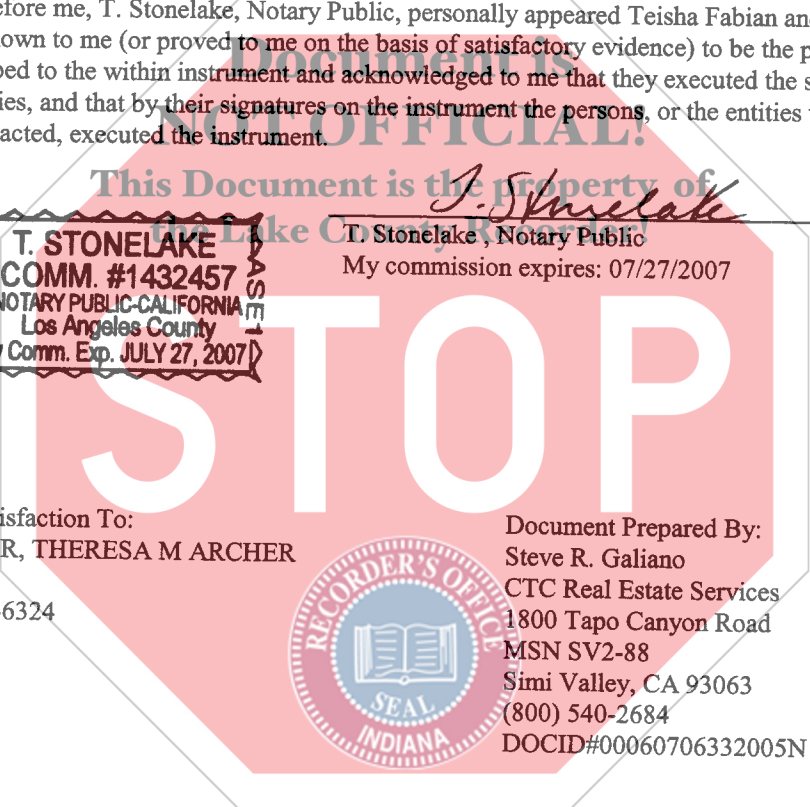 efore me, T. Stonelake, Notary Public, personally appeared Teisha Fabian an
own to me (or proved to me on the basis of satisfactory evidence) to be the p
bed to the within instrument and acknowledged to me that they executed the s
ies, and that by their signatures on the instrument the persons, or the entities
acted, executed the instrument.
Document is
NOT OFFICIAL!
This Document is the property of
the Lake County Recorder!
T. Stonelake
T. Stonelake , Notary Public
My commission expires: 07/27/2007
T. STONELAKE
COMM. #1432457
NOTARY PUBLIC-CALIFORNIA
Los Angeles County
Comm. Exp. JULY 27, 2007
STOP
isfaction To:
R, THERESA M ARCHER
6324
Document Prepared By:
Steve R. Galiano
CTC Real Estate Services
1800 Tapo Canyon Road
MSN SV2-88
Simi Valley, CA 93063
(800) 540-2684
DOCID#00060706332005N
RECORDER'S OFFICE
SEAL
INDIANA